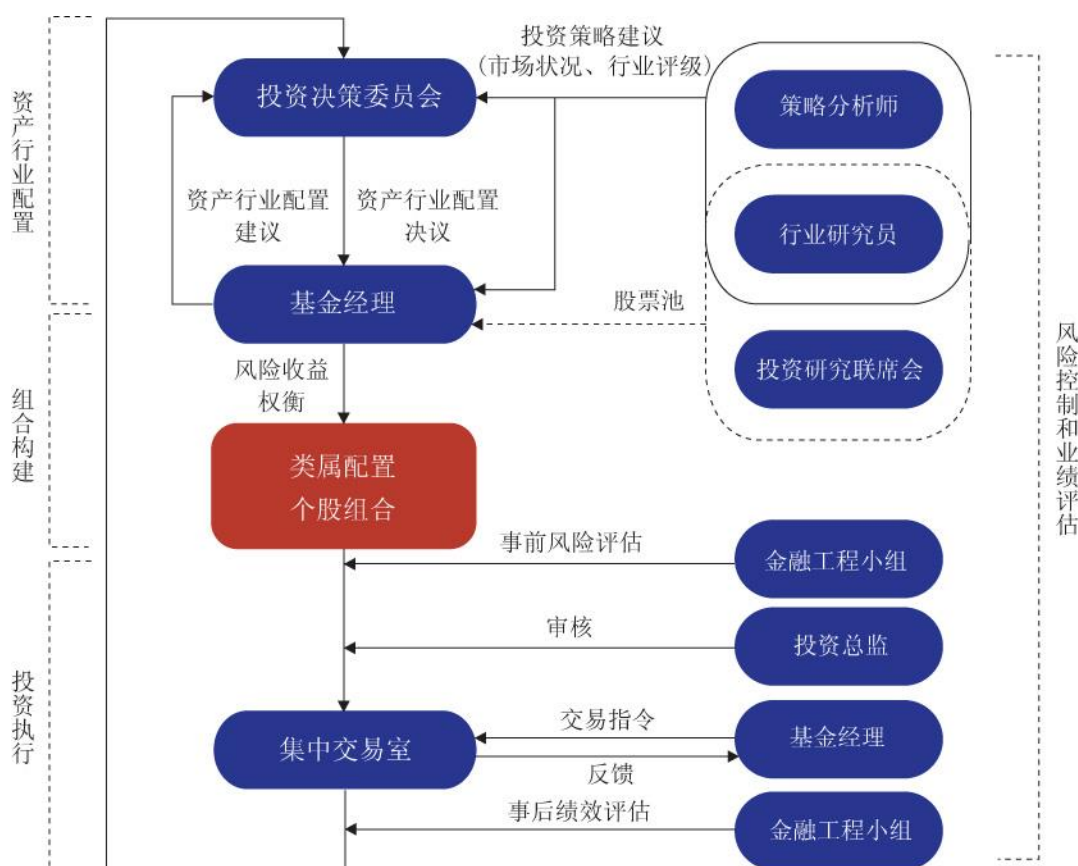 投资策略建议
(市场状况、行业评级)
投资决策委员会
策略分析师
资产行业配置
资产行业配置
建议
资产行业配置
决议
行业研究员
基金经理
股票池
投资研究联席会
风险收益
权衡
组合构建
类属配置
个股组合
风险控制和业绩评估
事前风险评估
金融工程小组
审核
投资总监
投资执行
集中交易室
交易指令
反馈
基金经理
事后绩效评估
金融工程小组